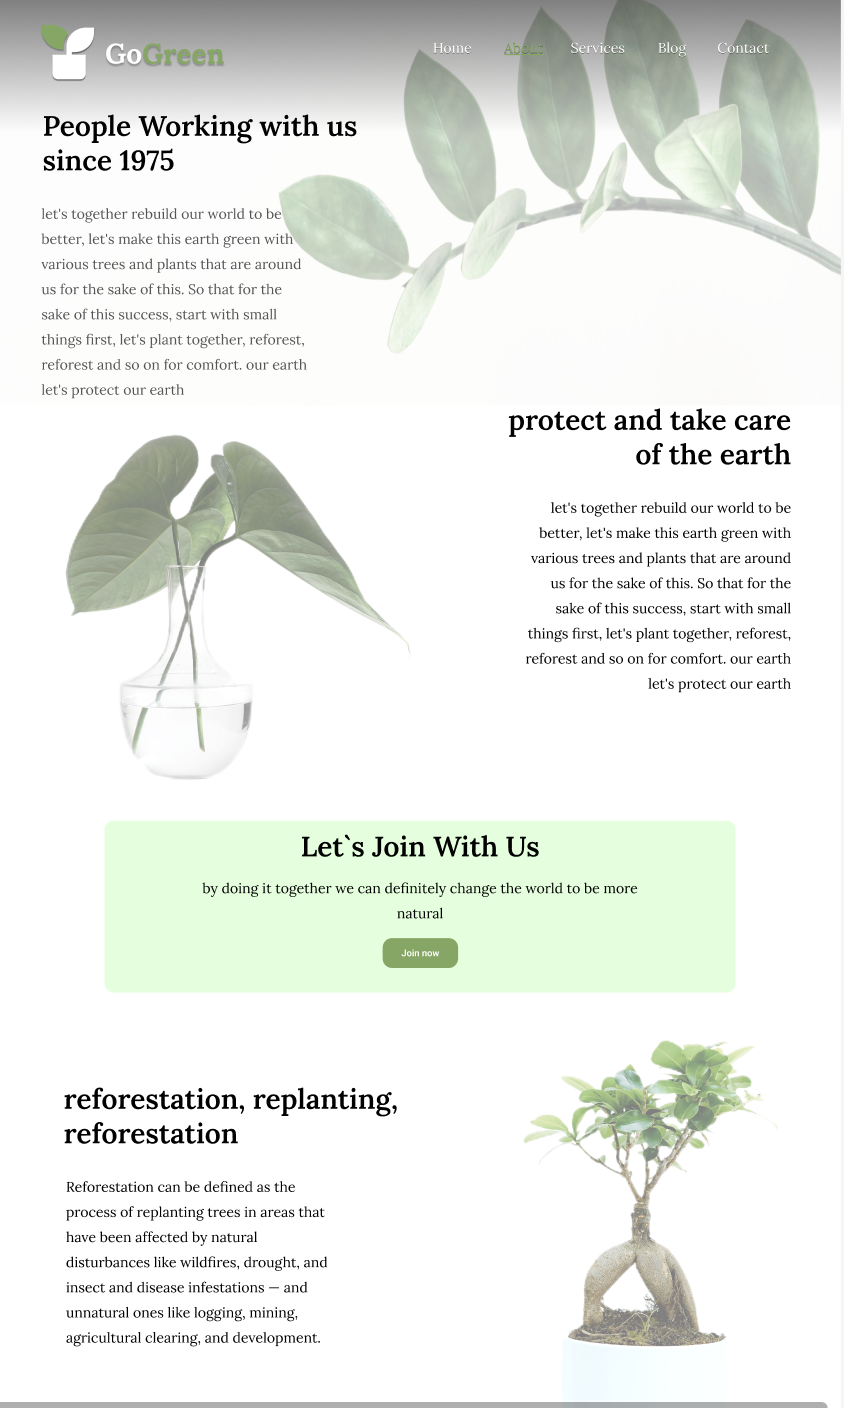 GoGreen
Home About Services Blog Contact
People Working with us
since 1975
let's together rebuild our world to be
better, let's make this earth green with
various trees and plants that are around
us for the sake of this. So that for the
sake of this success, start with small
things first, let's plant together, reforest,
reforest and so on for comfort. our earth
let's protect our earth
protect and take care
of the earth
let's together rebuild our world to be
better, let's make this earth green with
various trees and plants that are around
us for the sake of this. So that for the
sake of this success, start with small
things first, let's plant together, reforest,
reforest and so on for comfort. our earth
let's protect our earth
Let`s Join With Us
by doing it together we can definitely change the world to be more
natural
Join now
reforestation, replanting,
reforestation
Reforestation can be defined as the
process of replanting trees in areas that
have been affected by natural
disturbances like wildfires, drought, and
insect and disease infestations — and
unnatural ones like logging, mining,
agricultural clearing, and development.